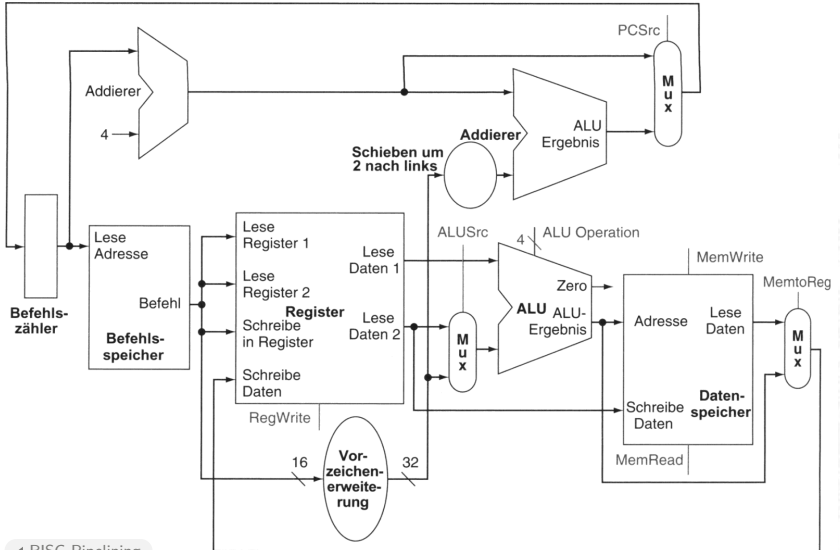 PCSrc
Addierer
4
Mux
Addierer
ALU
Ergebnis
Schieben um
2 nach links
Lese
Adresse
Befehl
Befehls-
speicher
Befehls-
zähler
Lese
Register 1
Lese
Register 2
Schreibe
in Register
Schreibe
Daten
Register
Lese
Daten 1
Lese
Daten 2
RegWrite
ALUSrc
Mux
4
ALU Operation
Zero
ALU
ALU-
Ergebnis
MemWrite
Adresse
Lese
Daten
Schreibe
Daten
Daten-
speicher
MemRead
MemtoReg
Mux
16
Vor-
zeichen-
erweite-
rung
32
RISC Pipelining